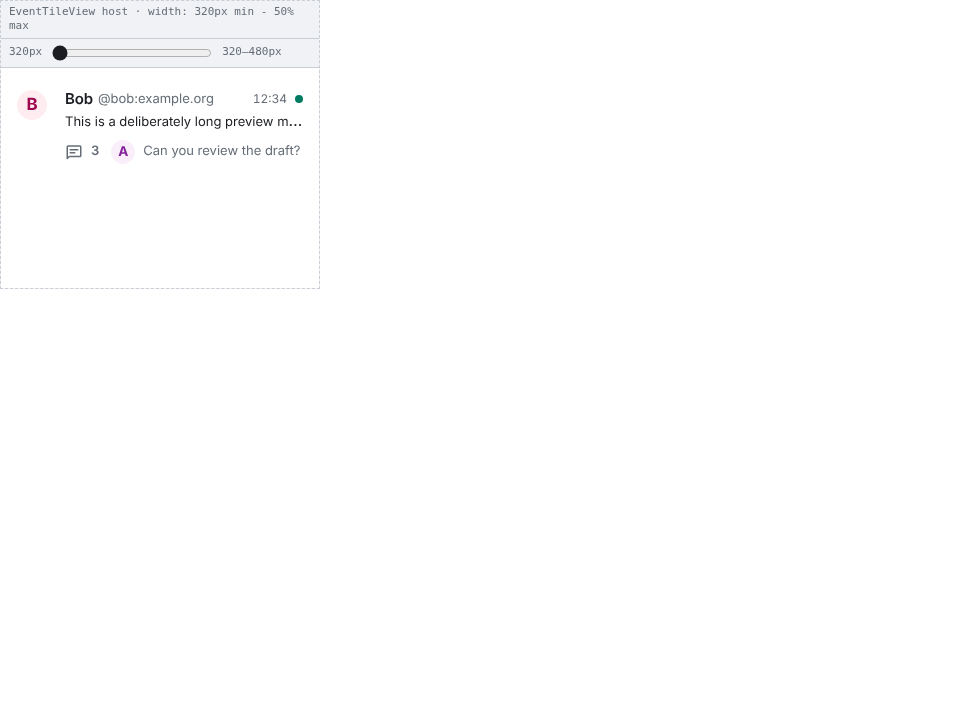 EventTileView host · width: 320px min - 50%
max
320px 320–480px
B Bob @bob:example.org 12:34
This is a deliberately long preview m...
3 A Can you review the draft?